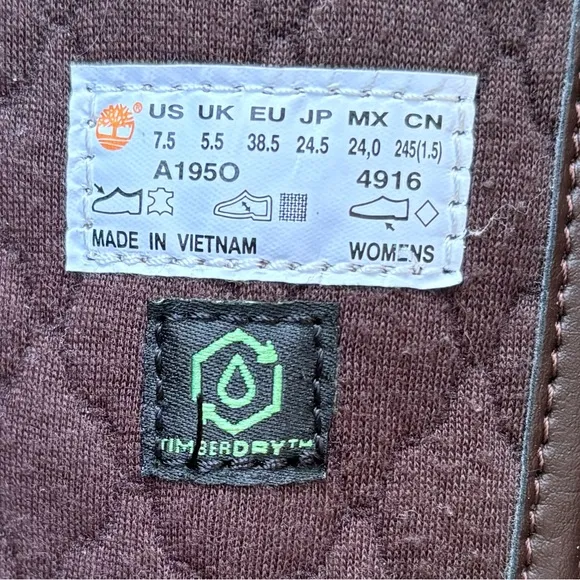 ® US UK EU JP MX CN
7.5 5.5 38.5 24.5 24,0 245(1.5)
A195O 4916
MADE IN VIETNAM WOMENS
TIMBERDRY™